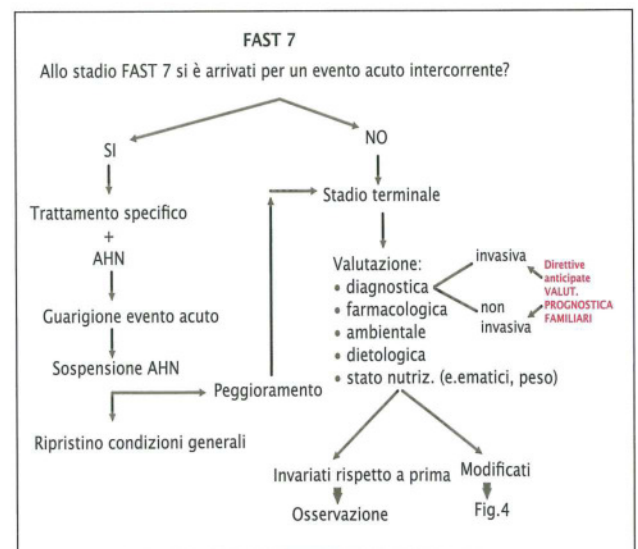 FAST 7
Allo stadio FAST 7 si è arrivati per un evento acuto intercorrente?
SI
NO
Trattamento specifico
+
AHN
Guarigione evento acuto
Sospensione AHN
Peggioramento
Ripristino condizioni generali
Stadio terminale
Valutazione:
• diagnostica
• farmacologica
• ambientale
• dietologica
• stato nutriz. (e.ematici, peso)
invasiva
non
invasiva
Direttive
anticipate
VALUT.
PROGNOSTICA
FAMILIARI
Invariati rispetto a prima
Osservazione
Modificati
Fig.4